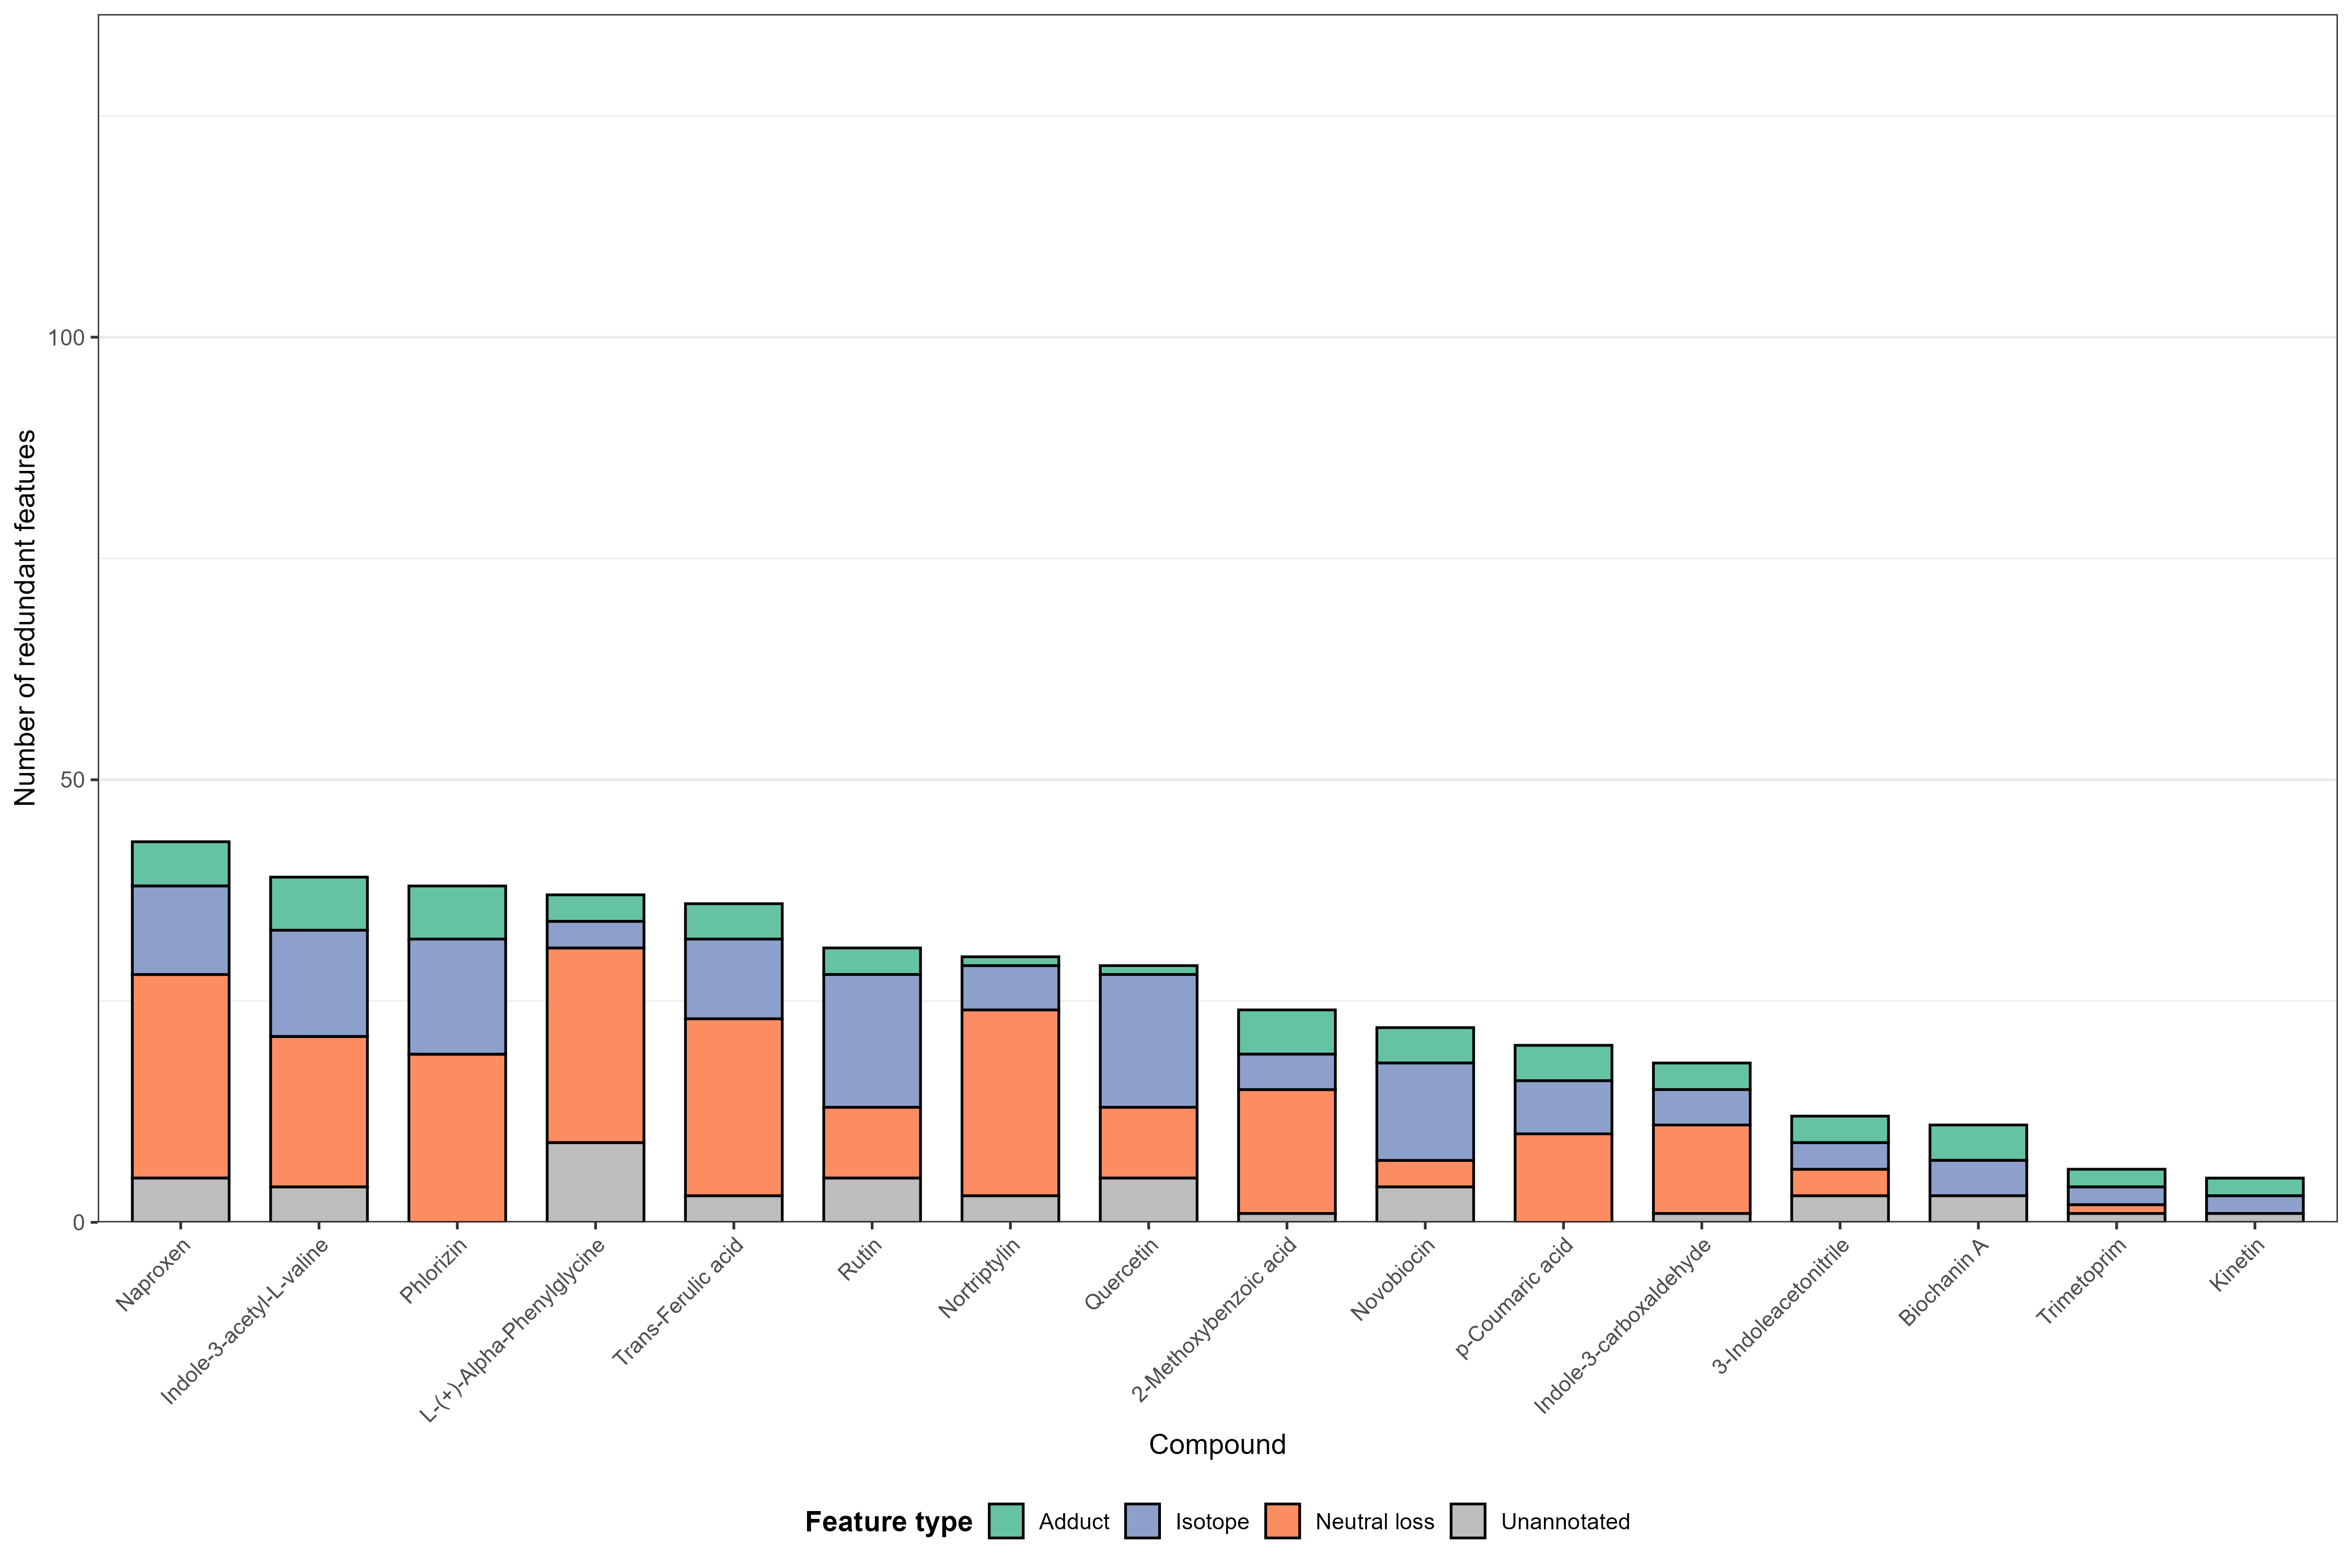 Number of redundant features
100
50
0
Naproxen
Indole-3-acetyl-L-valine
Phlorizin
L-(+)-Alpha-Phenylglycine
Trans-Ferulic acid
Rutin
Nortriptylin
Quercetin
2-Methoxybenzoic acid
Novobiocin
p-Coumaric acid
Indole-3-carboxaldehyde
3-Indoleacetonitrile
Biochanin A
Trimetoprim
Kinetin
Compound
Feature type Adduct Isotope Neutral loss Unannotated